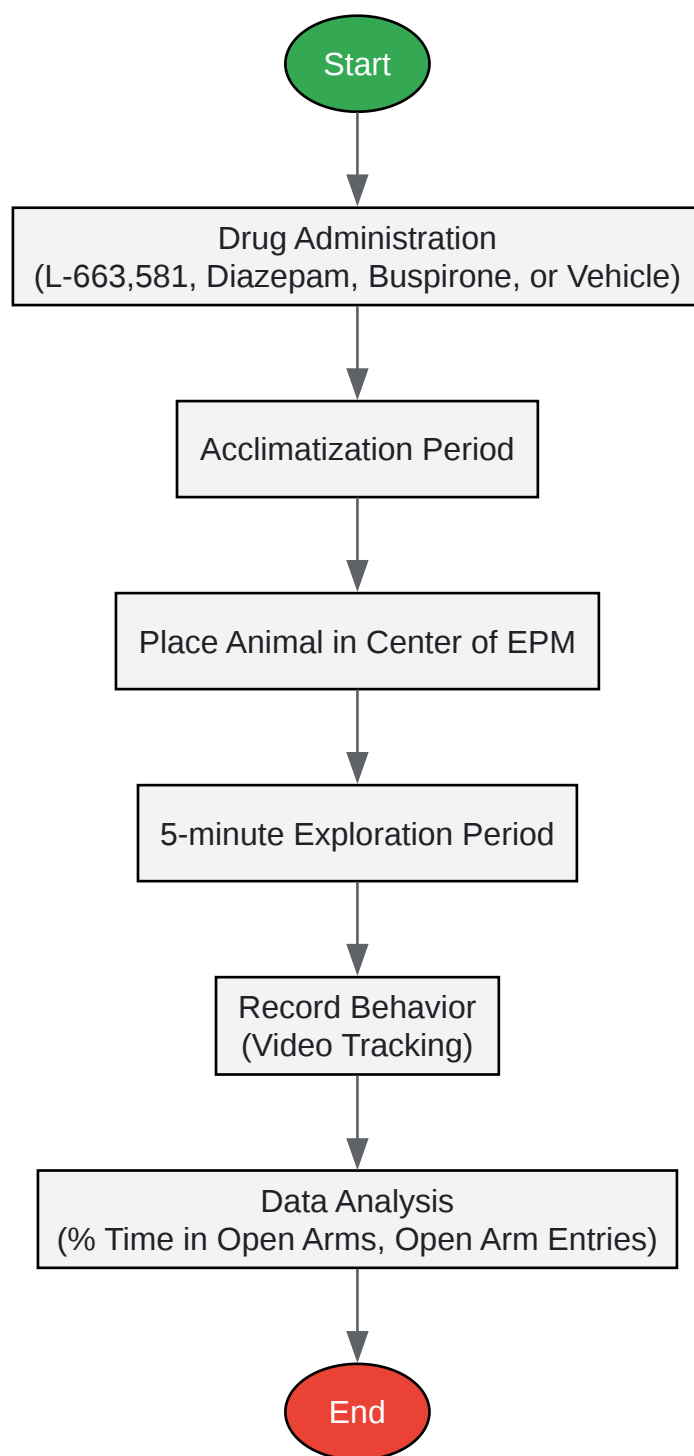 Start
Drug Administration
(L-663,581, Diazepam, Buspirone, or Vehicle)
Acclimatization Period
Place Animal in Center of EPM
5-minute Exploration Period
Record Behavior
(Video Tracking)
Data Analysis
(% Time in Open Arms, Open Arm Entries)
End